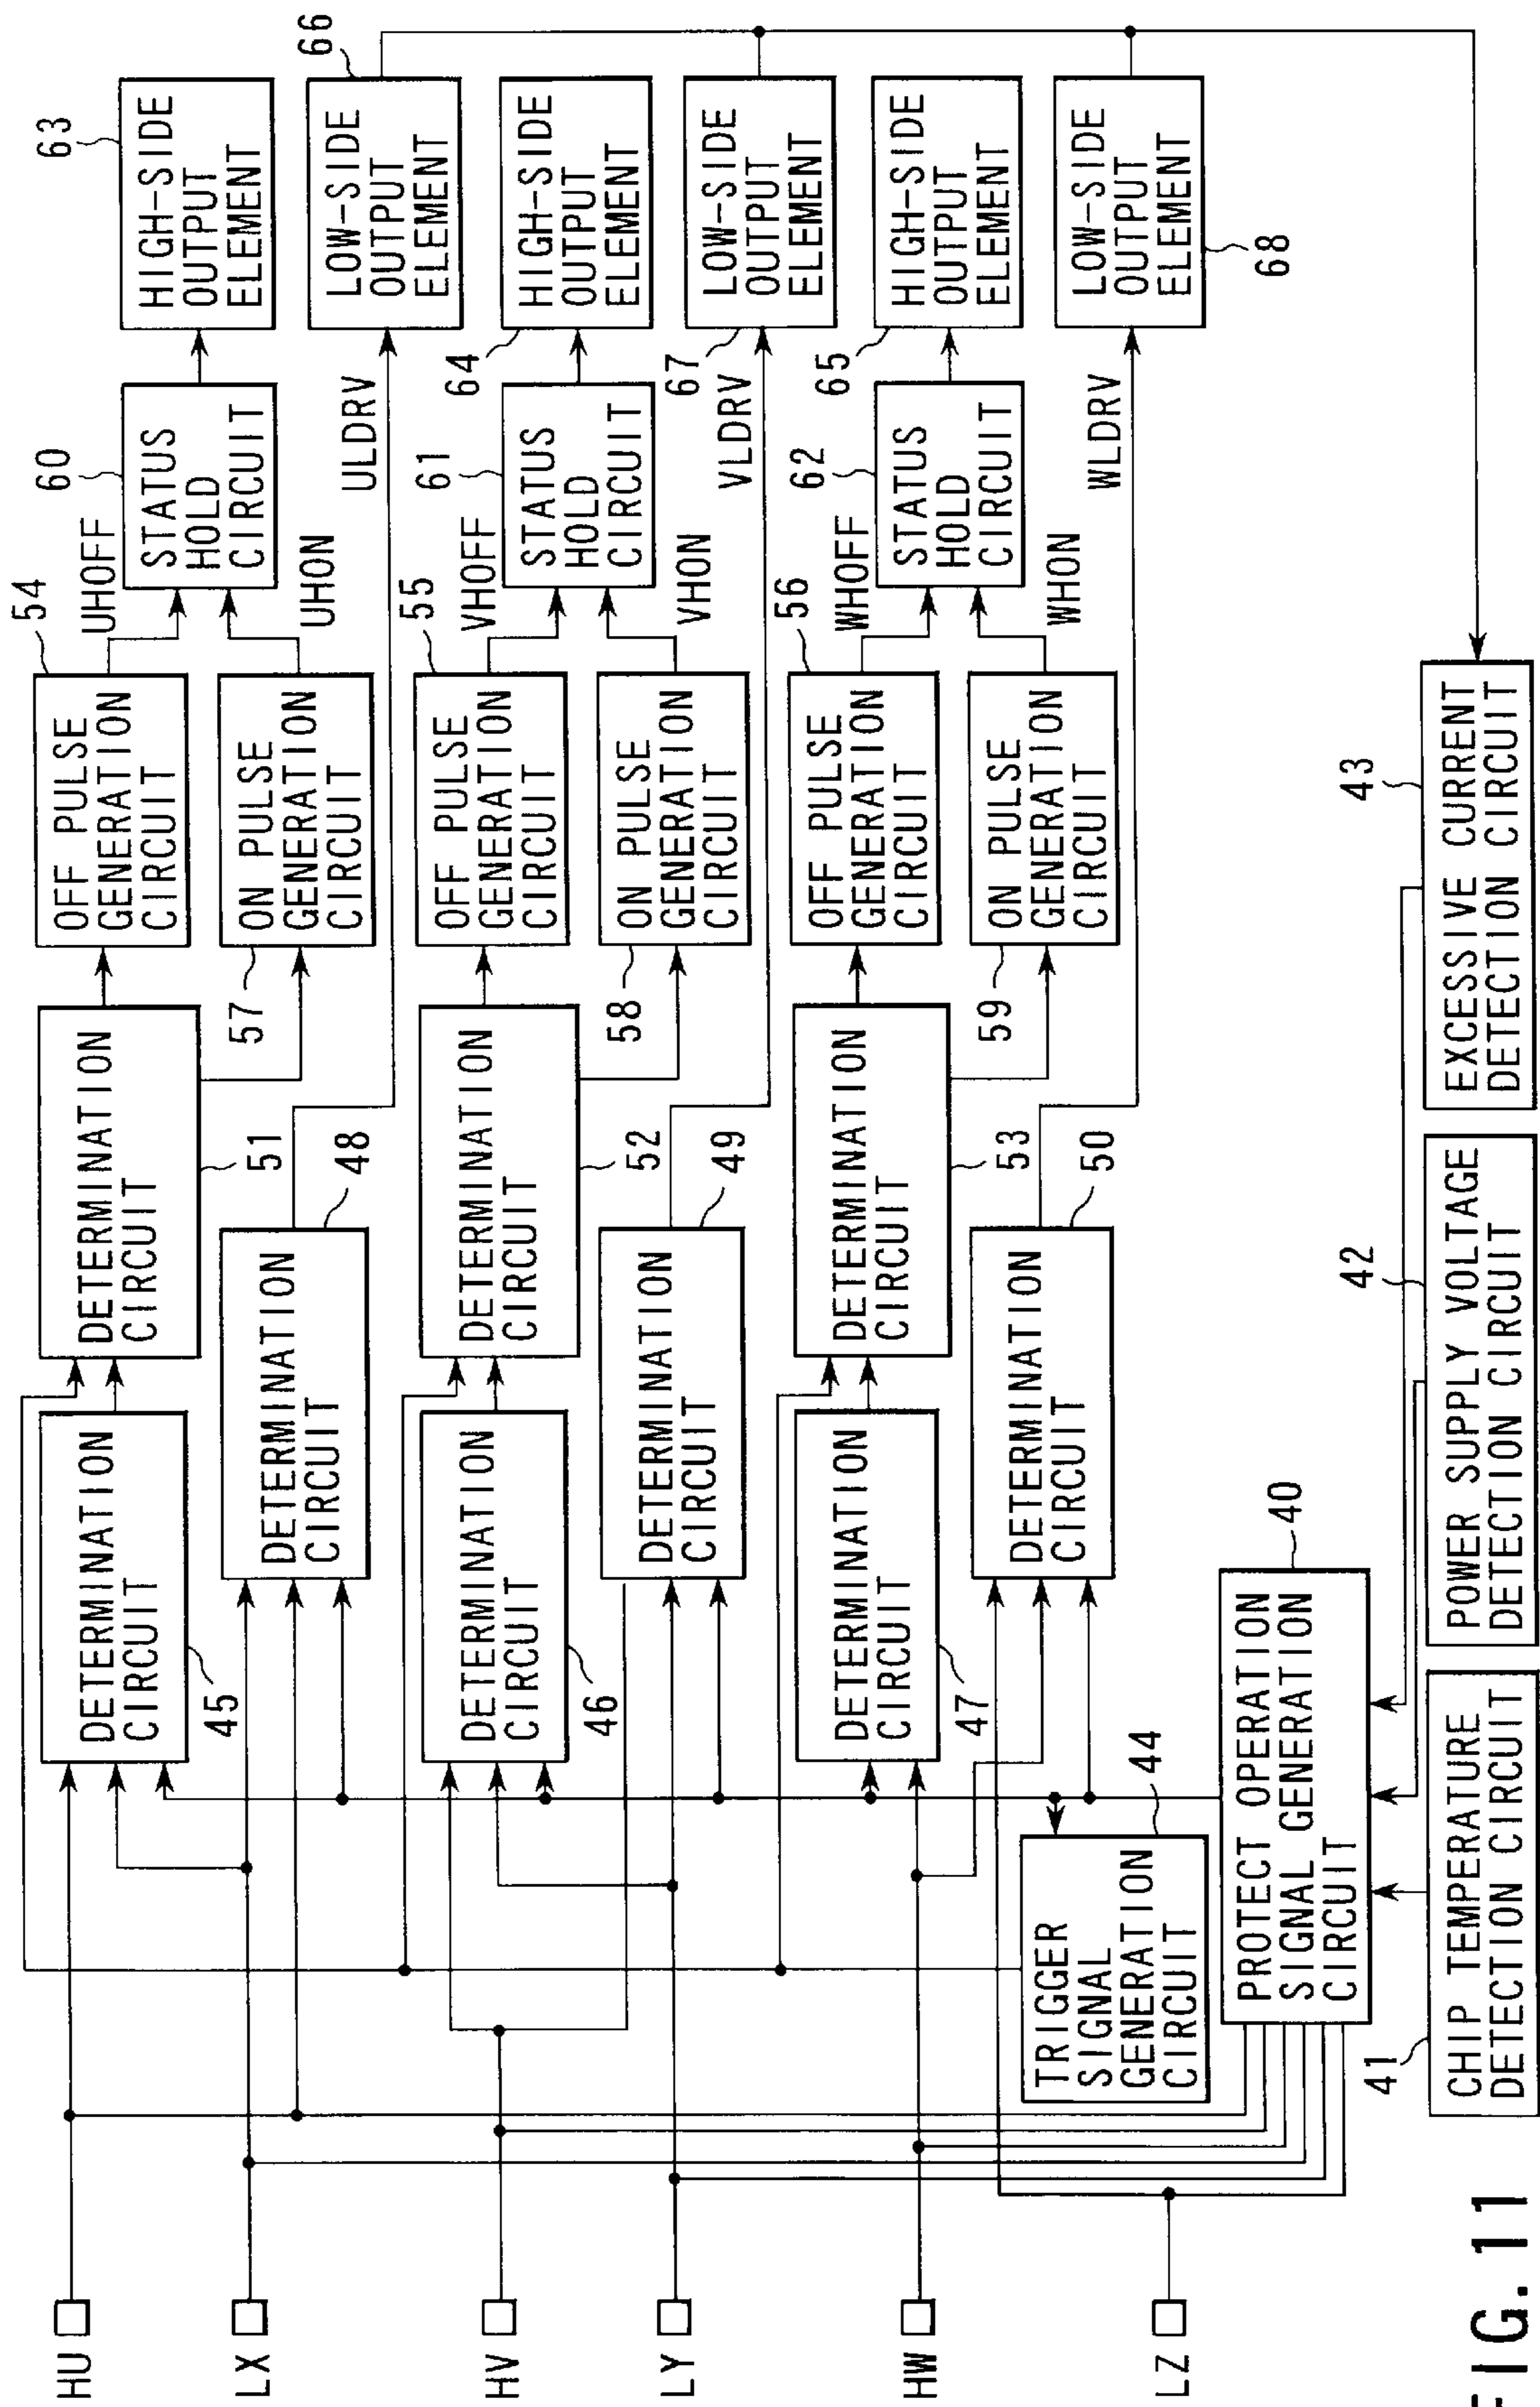 HU
LX
HV
LY
HW
LZ
DETERMINATION
CIRCUIT
45
DETERMINATION
CIRCUIT
51
OFF PULSE
GENERATION
CIRCUIT
54
UHOFF
STATUS
HOLD
CIRCUIT
60
HIGH-SIDE
OUTPUT
ELEMENT
63
DETERMINATION
CIRCUIT
48
57
ON PULSE
GENERATION
CIRCUIT
UHON
ULDRV
LOW-SIDE
OUTPUT
ELEMENT
66
DETERMINATION
CIRCUIT
46
DETERMINATION
CIRCUIT
52
OFF PULSE
GENERATION
CIRCUIT
55
VHOFF
STATUS
HOLD
CIRCUIT
61
HIGH-SIDE
OUTPUT
ELEMENT
64
DETERMINATION
CIRCUIT
49
58
ON PULSE
GENERATION
CIRCUIT
VHON
VLDRV
LOW-SIDE
OUTPUT
ELEMENT
67
DETERMINATION
CIRCUIT
47
DETERMINATION
CIRCUIT
53
OFF PULSE
GENERATION
CIRCUIT
56
WHOFF
STATUS
HOLD
CIRCUIT
62
HIGH-SIDE
OUTPUT
ELEMENT
65
DETERMINATION
CIRCUIT
50
59
ON PULSE
GENERATION
CIRCUIT
WHON
WLDRV
LOW-SIDE
OUTPUT
ELEMENT
68
TRIGGER
SIGNAL
GENERATION
CIRCUIT
44
PROTECT OPERATION
SIGNAL GENERATION
CIRCUIT
40
41
CHIP TEMPERATURE
DETECTION CIRCUIT
42
POWER SUPPLY VOLTAGE
DETECTION CIRCUIT
43
EXCESSIVE CURRENT
DETECTION CIRCUIT
FIG. 11